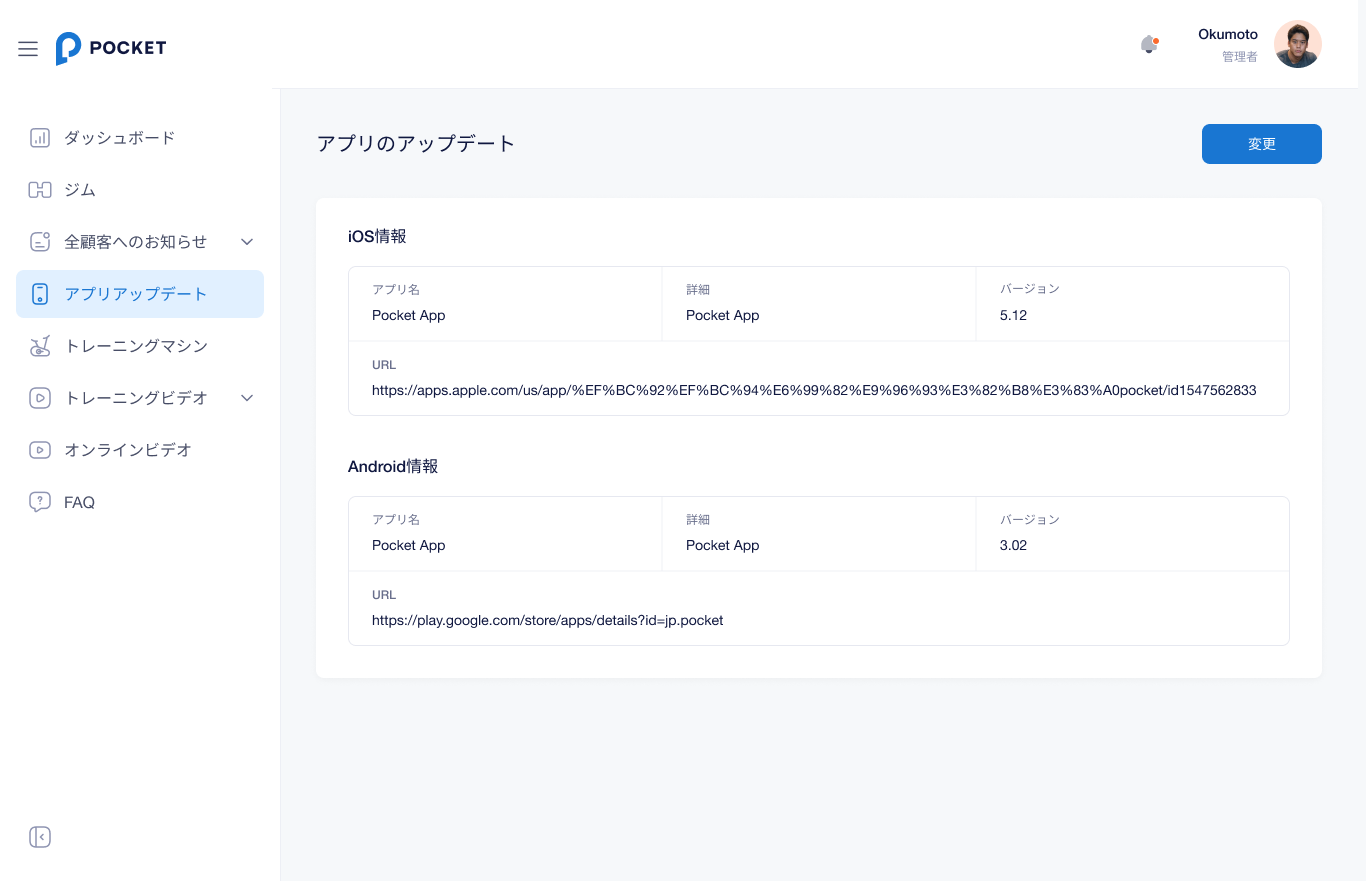 POCKET
Okumoto
管理者
ダッシュボード
ジム
全顧客へのお知らせ
アプリアップデート
トレーニングマシン
トレーニングビデオ
オンラインビデオ
FAQ
アプリのアップデート
変更
iOS情報
アプリ名 詳細 バージョン
Pocket App Pocket App 5.12
URL
https://apps.apple.com/us/app/%EF%BC%92%EF%BC%94%E6%99%82%E9%96%93%E3%82%B8%E3%83%A0pocket/id1547562833
Android情報
アプリ名 詳細 バージョン
Pocket App Pocket App 3.02
URL
https://play.google.com/store/apps/details?id=jp.pocket